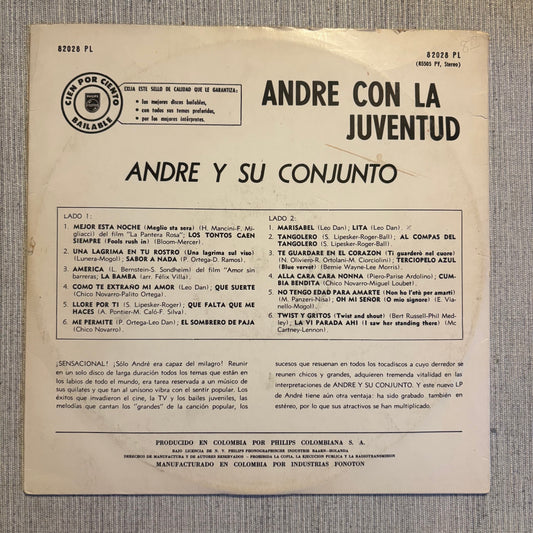 82028 PL
82028 PL
(85505 PY, Stereo)
CIEN POR CIENTO
PHILIPS
BAILABLE
EXIJA ESTE SELLO DE CALIDAD QUE LE GARANTIZA:
• los mejores discos bailables,
• con todos sus temas preferidos,
• por los mejores intérpretes.
ANDRE CON LA
JUVENTUD
ANDRE Y SU CONJUNTO
LADO 1:
1. MEJOR ESTA NOCHE (Meglio sta sera) (H. Mancini-F. Mi-
gliacci) del film "La Pantera Rosa"; LOS TONTOS CAEN
SIEMPRE (Fools rush in) (Bloom-Mercer).
2. UNA LAGRIMA EN TU ROSTRO (Una lagrima sul viso)
(Lunera-Mogol); SABOR A NADA (P. Ortega-D. Ramos).
3. AMERICA (L. Bernstein-S. Sondheim) del film "Amor sin
barreras; LA BAMBA (arr. Félix Villa).
4. COMO TE EXTRAÑO MI AMOR (Leo Dan); QUE SUERTE
(Chico Novarro-Palito Ortega).
5. LLORE POR TI (S. Lipesker-Roger); QUE FALTA QUE ME
HACES (A. Pontier-M. Caló-F. Silva).
6. ME PERMITE (P. Ortega-Leo Dan); EL SOMBRERO DE PAJA
(Chico Novarro).
LADO 2:
1. MARISABEL (Leo Dan); LITA (Leo Dan).
2. TANGOLERO (S. Lipesker-Roger-Ball); AL COMPAS DEL
TANGOLERO (S. Lipesker-Roger-Ball).
3. TE GUARDARE EN EL CORAZON (Ti guarderò nel cuore)
(N. Oliviero-R. Ortolani-M. Ciorciolini); TERCIOPELO AZUL
(Blue vervet) (Bernie Wayne-Lee Morris).
4. ALLA CARA CARA NONNA (Piero-Parise Ardolino); CUM-
BIA BENDITA (Chico Novarro-Miguel Loubet).
5. NO TENGO EDAD PARA AMARTE (Non ho l'età per amarti)
(M. Panzeri-Nisa); OH MI SEÑOR (O mio signore) (E. Via-
nello-Mogol).
6. TWIST Y GRITOS (Twist and shout) (Bert Russell-Phil Med-
ley); LA VI PARADA AHI (I saw her standing there) (Mc
Cartney-Lennon).
¡SENSACIONAL! ¡Sólo André era capaz del milagro! Reunir
en un solo disco de larga duración todos los temas que están en
los labios de todo el mundo, era tarea reservada a un músico de
sus quilates y que tan al unísono vibra con el sentir popular. Los
éxitos que invadieron el cine, la TV y los bailes juveniles, las
melodías que cantan los "grandes" de la canción popular, los
sucesos que resuenan en todos los tocadiscos a cuyo derredor se
reunen chicos y grandes, adquieren tremenda vitalidad en las
interpretaciones de ANDRE Y SU CONJUNTO. Y este nuevo LP
de André tiene aún otra ventaja: ha sido grabado también en
estéreo, por lo que sus atractivos se han multiplicado.
PRODUCIDO EN COLOMBIA POR PHILIPS COLOMBIANA S. A.
BAJO LICENCIA DE N. V. PHILIPS PHONOGRAPHISCHE INDUSTRIE BAARN-HOLANDA
DERECHOS DE MANUFACTURA Y DE AUTORES RESERVADOS - PROHIBIDA LA COPIA, LA EJECUCION PUBLICA Y LA RADIOTRANSMISION
MANUFACTURADO EN COLOMBIA POR INDUSTRIAS FONOTON